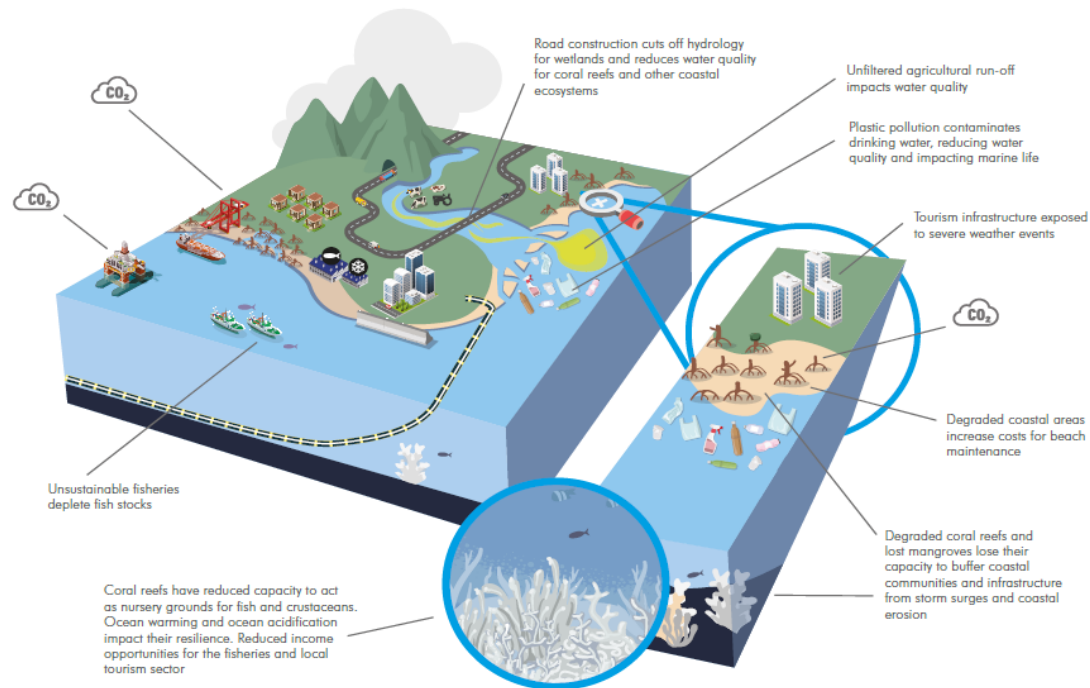 Road construction cuts off hydrology
for wetlands and reduces water quality
for coral reefs and other coastal
ecosystems
Unfiltered agricultural run-off
impacts water quality
CO₂
Plastic pollution contaminates
drinking water, reducing water
quality and impacting marine life
CO₂
Tourism infrastructure exposed
to severe weather events
CO₂
Degraded coastal areas
increase costs for beach
maintenance
Unsustainable fisheries
deplete fish stocks
Degraded coral reefs and
lost mangroves lose their
capacity to buffer coastal
communities and infrastructure
from storm surges and coastal
erosion
Coral reefs have reduced capacity to act
as nursery grounds for fish and crustaceans.
Ocean warming and ocean acidification
impact their resilience. Reduced income
opportunities for the fisheries and local
tourism sector